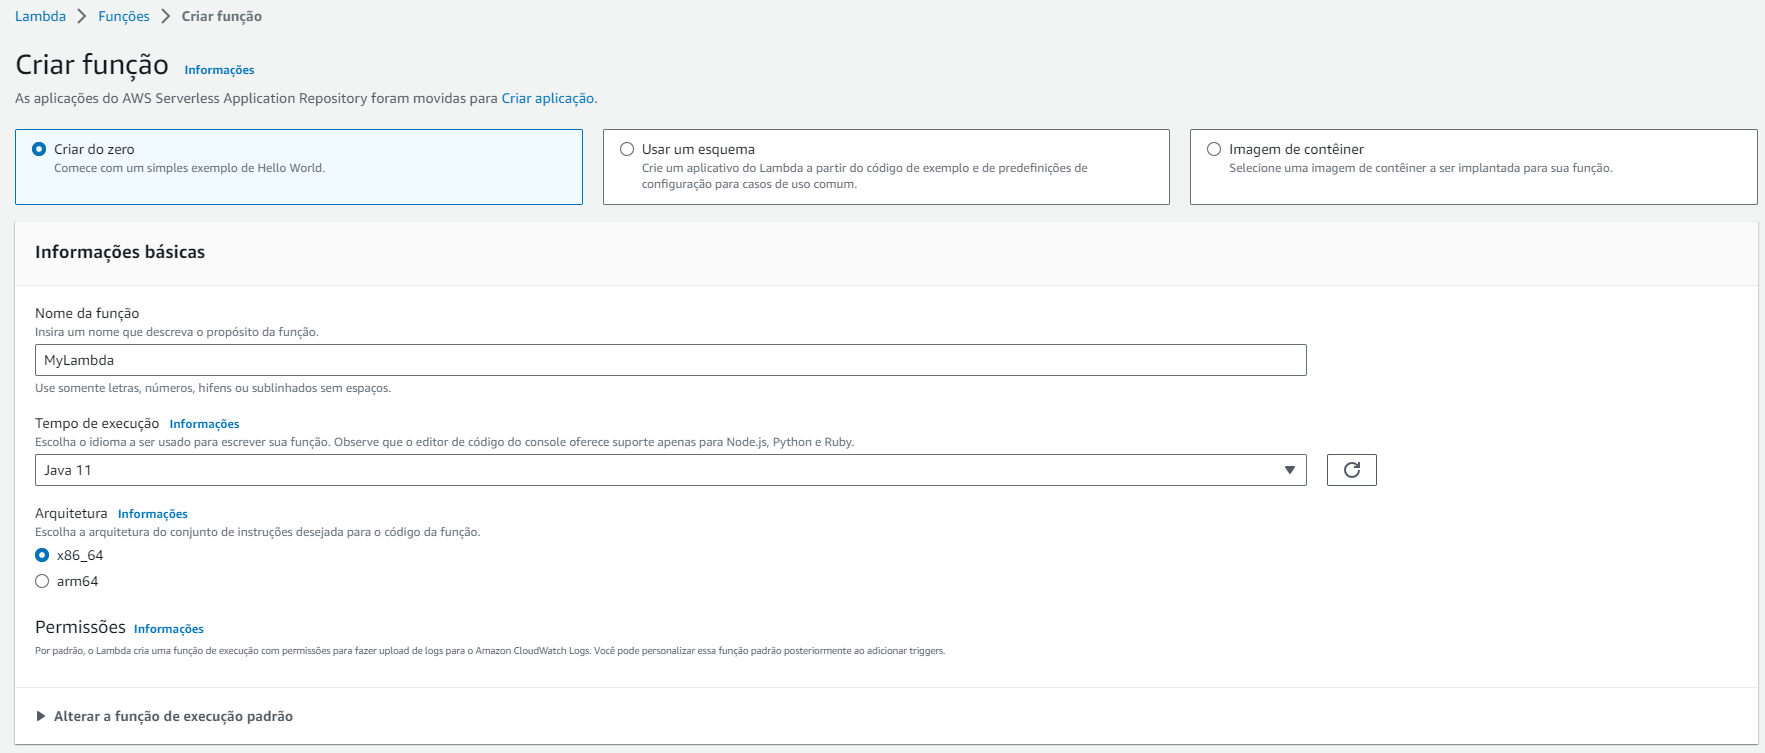 Lambda > Funções > Criar função
Criar função Informações
As aplicações do AWS Serverless Application Repository foram movidas para Criar aplicação.
Criar do zero
Comece com um simples exemplo de Hello World.
Usar um esquema
Crie um aplicativo do Lambda a partir do código de exemplo e de predefinições de
configuração para casos de uso comum.
Imagem de contêiner
Selecione uma imagem de contêiner a ser implantada para sua função.
Informações básicas
Nome da função
Insira um nome que descreva o propósito da função.
MyLambda
Use somente letras, números, hifens ou sublinhados sem espaços.
Tempo de execução Informações
Escolha o idioma a ser usado para escrever sua função. Observe que o editor de código do console oferece suporte apenas para Node.js, Python e Ruby.
Java 11
Arquitetura Informações
Escolha a arquitetura do conjunto de instruções desejada para o código da função.
x86_64
arm64
Permissões Informações
Por padrão, o Lambda cria uma função de execução com permissões para fazer upload de logs para o Amazon CloudWatch Logs. Você pode personalizar essa função padrão posteriormente ao adicionar triggers.
Alterar a função de execução padrão